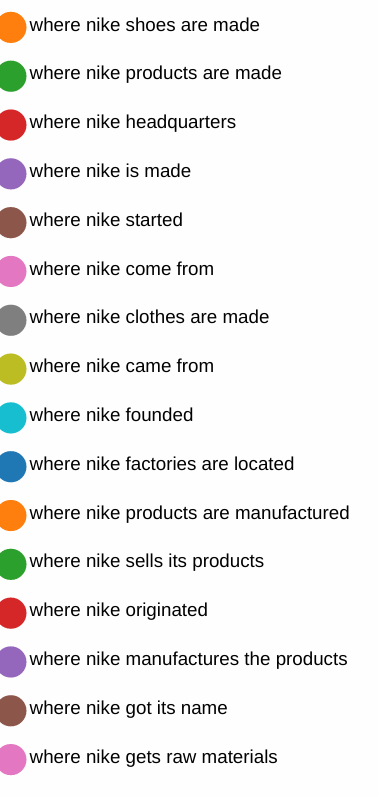 where nike shoes are made
where nike products are made
where nike headquarters
where nike is made
where nike started
where nike come from
where nike clothes are made
where nike came from
where nike founded
where nike factories are located
where nike products are manufactured
where nike sells its products
where nike originated
where nike manufactures the products
where nike got its name
where nike gets raw materials